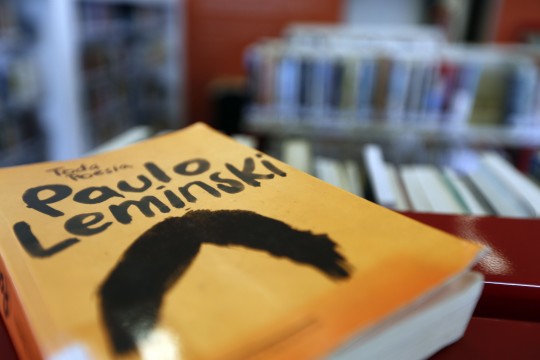 Toda
Poesia
Paulo
Leminski